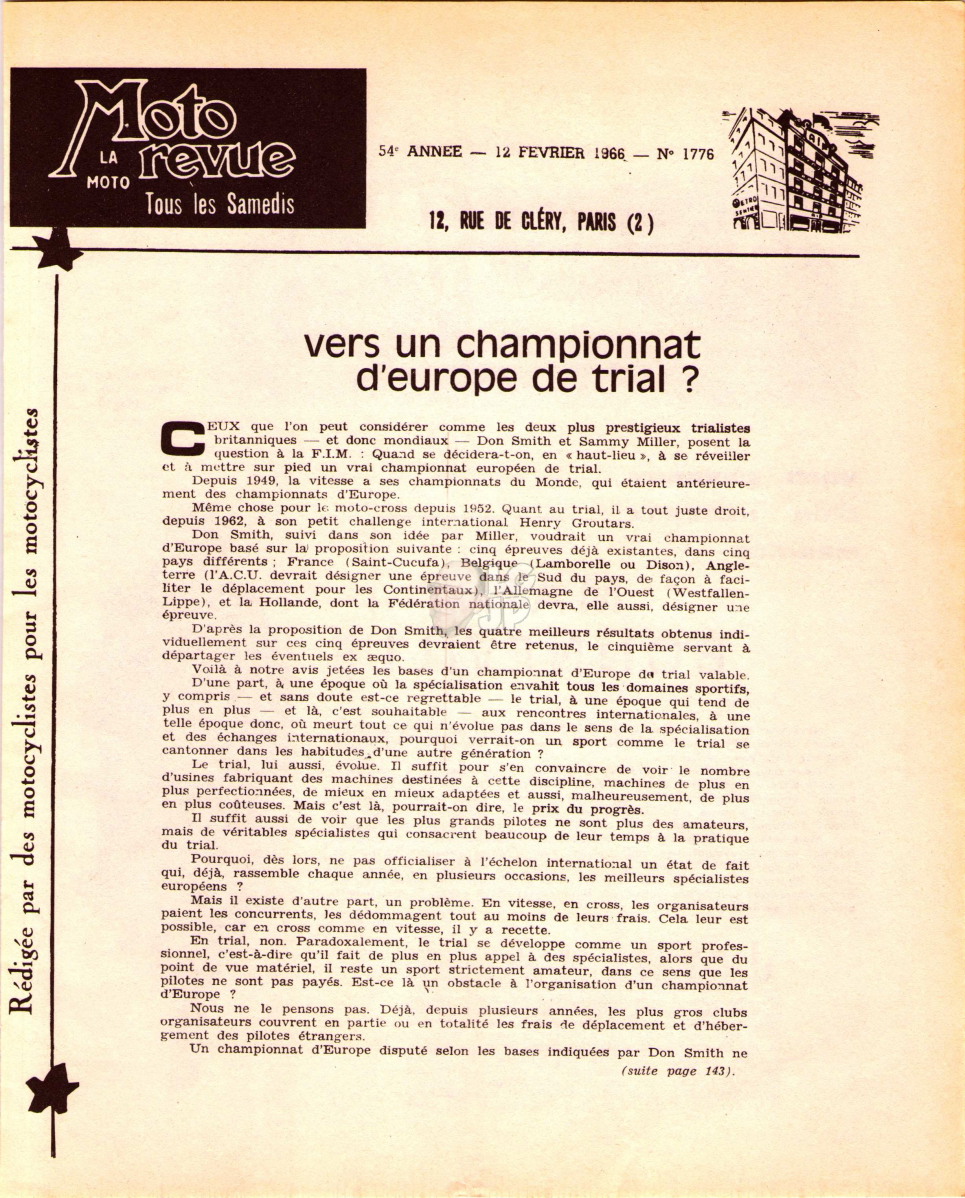 Moto
revue
LA
MOTO
Tous les Samedis
54e ANNEE — 12 FEVRIER 1966 — No 1776
12, RUE DE CLÉRY, PARIS (2)
METRO
SENTIER
Rédigée par des motocyclistes pour les motocyclistes
vers un championnat
d'europe de trial ?
CEUX que l'on peut considérer comme les deux plus prestigieux trialistes
britanniques — et donc mondiaux — Don Smith et Sammy Miller, posent la
question à la F.I.M. : Quand se décidera-t-on, en « haut-lieu », à se réveiller
et à mettre sur pied un vrai championnat européen de trial.
Depuis 1949, la vitesse a ses championnats du Monde, qui étaient antérieure-
ment des championnats d'Europe.
Même chose pour le moto-cross depuis 1952. Quant au trial, il a tout juste droit,
depuis 1962, à son petit challenge international Henry Groutars.
Don Smith, suivi dans son idée par Miller, voudrait un vrai championnat
d'Europe basé sur la proposition suivante : cinq épreuves déjà existantes, dans cinq
pays différents ; France (Saint-Cucufa), Belgique (Lamborelle ou Dison), Angle-
terre (l'A.C.U. devrait désigner une épreuve dans le Sud du pays, de façon à faci-
liter le déplacement pour les Continentaux), l'Allemagne de l'Ouest (Westfallen-
Lippe), et la Hollande, dont la Fédération nationale devra, elle aussi, désigner une
épreuve.
D'après la proposition de Don Smith, les quatre meilleurs résultats obtenus indi-
viduellement sur ces cinq épreuves devraient être retenus, le cinquième servant à
départager les éventuels ex æquo.
Voilà à notre avis jetées les bases d'un championnat d'Europe de trial valable.
D'une part, à une époque où la spécialisation envahit tous les domaines sportifs,
y compris — et sans doute est-ce regrettable — le trial, à une époque qui tend de
plus en plus — et là, c'est souhaitable — aux rencontres internationales, à une
telle époque donc, où meurt tout ce qui n'évolue pas dans le sens de la spécialisation
et des échanges internationaux, pourquoi verrait-on un sport comme le trial se
cantonner dans les habitudes d'une autre génération ?
Le trial, lui aussi, évolue. Il suffit pour s'en convaincre de voir le nombre
d'usines fabriquant des machines destinées à cette discipline, machines de plus en
plus perfectionnées, de mieux en mieux adaptées et aussi, malheureusement, de plus
en plus coûteuses. Mais c'est là, pourrait-on dire, le prix du progrès.
Il suffit aussi de voir que les plus grands pilotes ne sont plus des amateurs,
mais de véritables spécialistes qui consacrent beaucoup de leur temps à la pratique
du trial.
Pourquoi, dès lors, ne pas officialiser à l'échelon international un état de fait
qui, déjà, rassemble chaque année, en plusieurs occasions, les meilleurs spécialistes
européens ?
Mais il existe d'autre part, un problème. En vitesse, en cross, les organisateurs
paient les concurrents, les dédommagent tout au moins de leurs frais. Cela leur est
possible, car en cross comme en vitesse, il y a recette.
En trial, non. Paradoxalement, le trial se développe comme un sport profes-
sionnel, c'est-à-dire qu'il fait de plus en plus appel à des spécialistes, alors que du
point de vue matériel, il reste un sport strictement amateur, dans ce sens que les
pilotes ne sont pas payés. Est-ce là un obstacle à l'organisation d'un championnat
d'Europe ?
Nous ne le pensons pas. Déjà, depuis plusieurs années, les plus gros clubs
organisateurs couvrent en partie ou en totalité les frais de déplacement et d'héber-
gement des pilotes étrangers.
Un championnat d'Europe disputé selon les bases indiquées par Don Smith ne
(suite page 143).